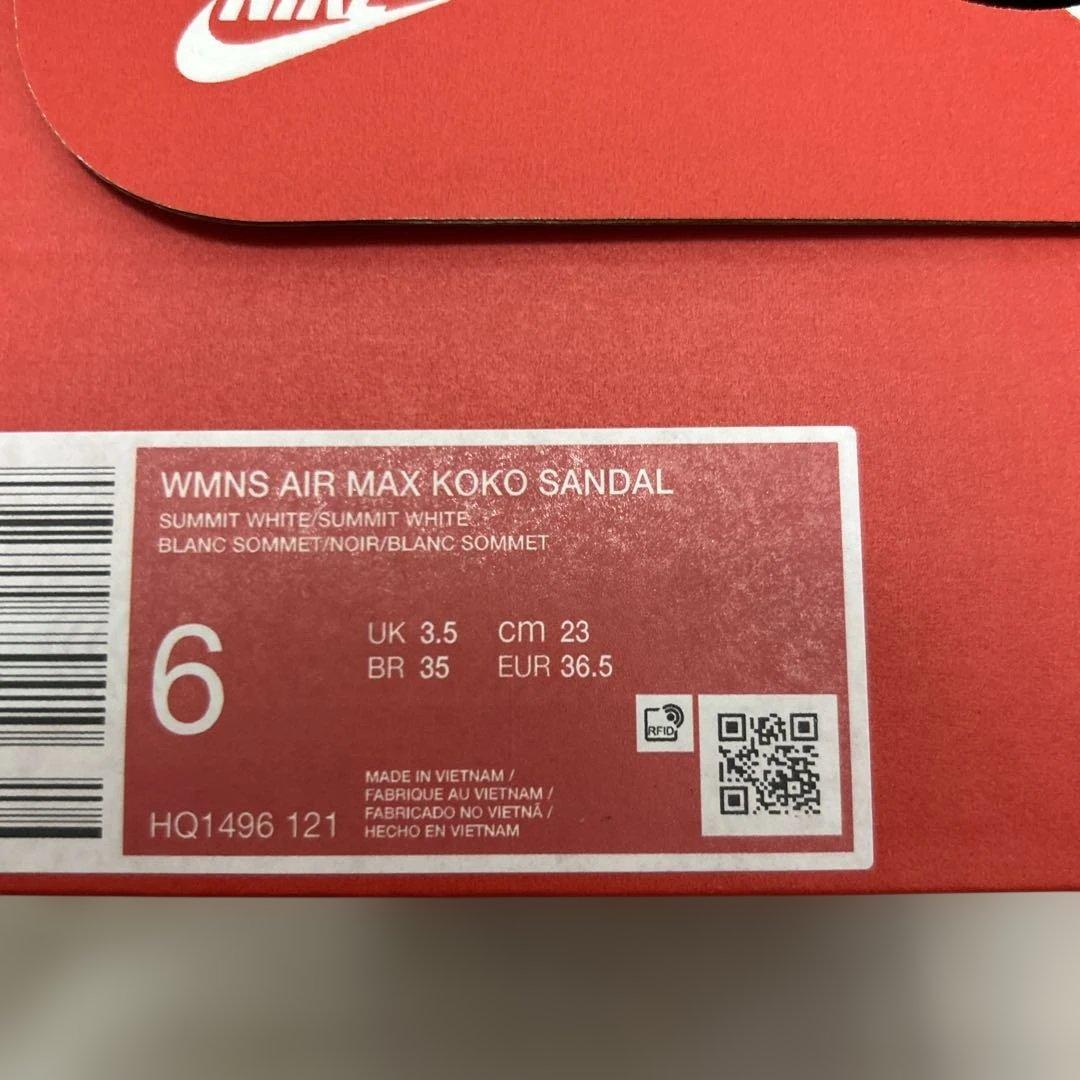 NIKE
WMNS AIR MAX KOKO SANDAL
SUMMIT WHITE/SUMMIT WHITE
BLANC SOMMET/NOIR/BLANC SOMMET
6
UK 3.5 cm 23
BR 35 EUR 36.5
RFID
MADE IN VIETNAM /
FABRIQUE AU VIETNAM /
FABRICADO NO VIETNÃ /
HECHO EN VIETNAM
HQ1496 121